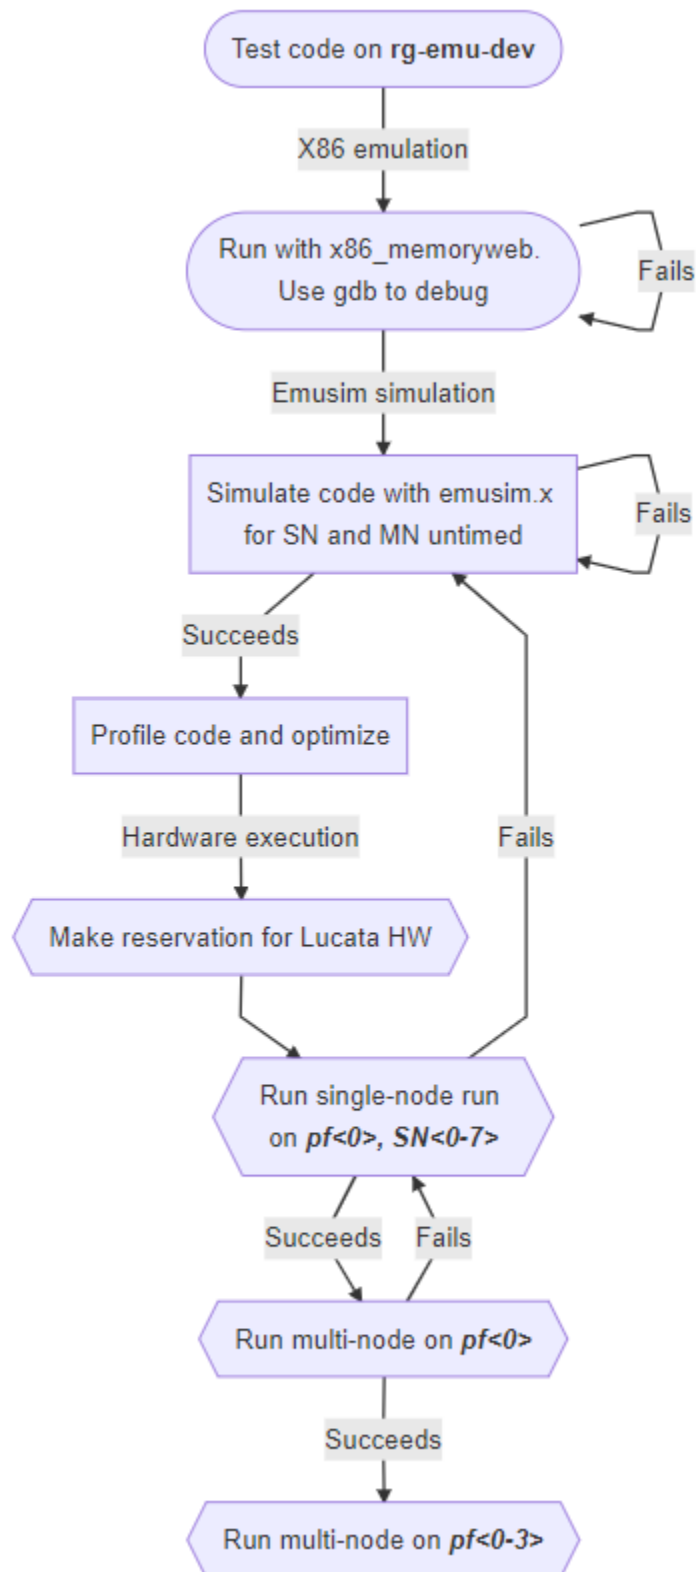 Test code on rg-emu-dev
X86 emulation
Run with x86_memoryweb.
Use gdb to debug
Fails
Emusim simulation
Simulate code with emusim.x
for SN and MN untimed
Fails
Succeeds
Profile code and optimize
Hardware execution
Fails
Make reservation for Lucata HW
Run single-node run
on pf<0>, SN<0-7>
Succeeds
Fails
Run multi-node on pf<0>
Succeeds
Run multi-node on pf<0-3>